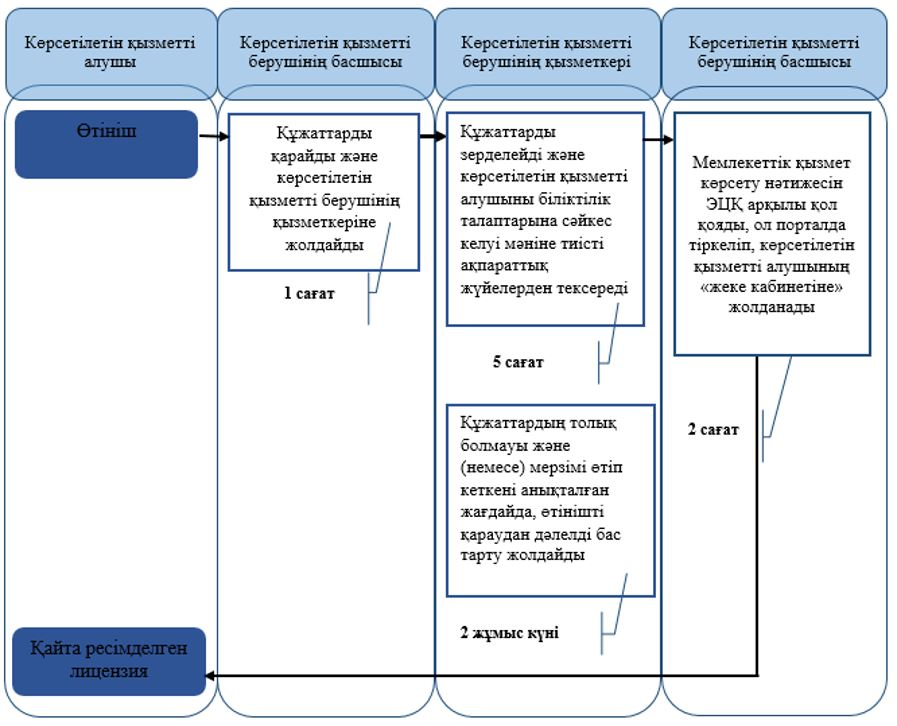 Көрсетілетін қызметті
алушы
Көрсетілетін қызметті
берушінің басшысы
Көрсетілетін қызметті
берушінің қызметкері
Көрсетілетін қызметті
берушінің басшысы
Өтініш
Құжаттарды
қарайды және
көрсетілетін
қызметті берушінің
қызметкеріне
жолдайды
1 сағат
Құжаттарды
зерделейді және
көрсетілетін қызметті
алушыны біліктілік
талаптарына сәйкес
келуі мәніне тиісті
ақпараттық
жүйелерден тексереді
5 сағат
Құжаттардың толық
болмауы және
(немесе) мерзімі өтіп
кеткені анықталған
жағдайда, өтінішті
қараудан дәлелді бас
тарту жолдайды
2 жұмыс күні
Мемлекеттік қызмет
көрсету нәтижесін
ЭЦҚ арқылы қол
қояды, ол порталда
тіркеліп, көрсетілетін
қызметті алушының
«жеке кабинетіне»
жолданады
2 сағат
Қайта ресімделген
лицензия